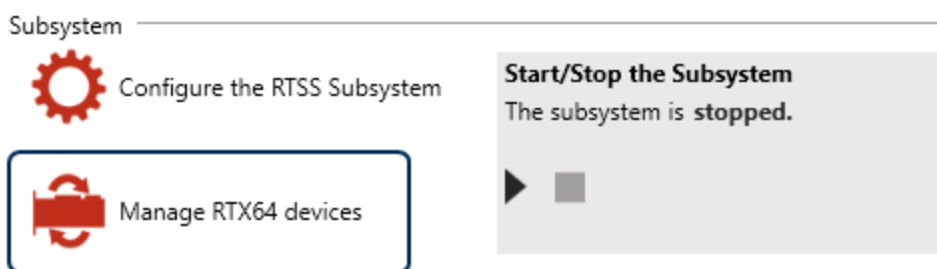 Subsystem
Configure the RTSS Subsystem
Manage RTX64 devices
Start/Stop the Subsystem
The subsystem is stopped.